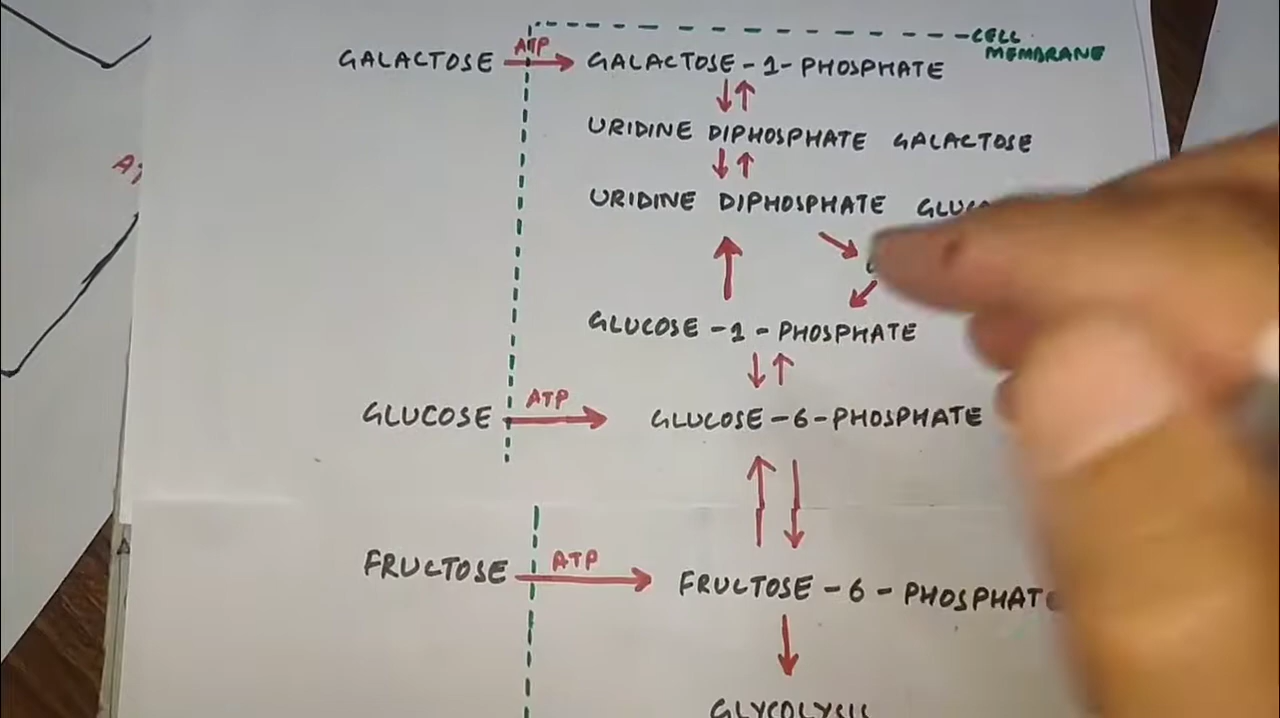 CELL MEMBRANE
GALACTOSE ATP GALACTOSE - 1 - PHOSPHATE
URIDINE DIPHOSPHATE GALACTOSE
URIDINE DIPHOSPHATE
GLUCOSE - 1 - PHOSPHATE
GLUCOSE ATP GLUCOSE - 6 - PHOSPHATE
FRUCTOSE ATP FRUCTOSE - 6 - PHOSPHATE
GLYCOLYSIS